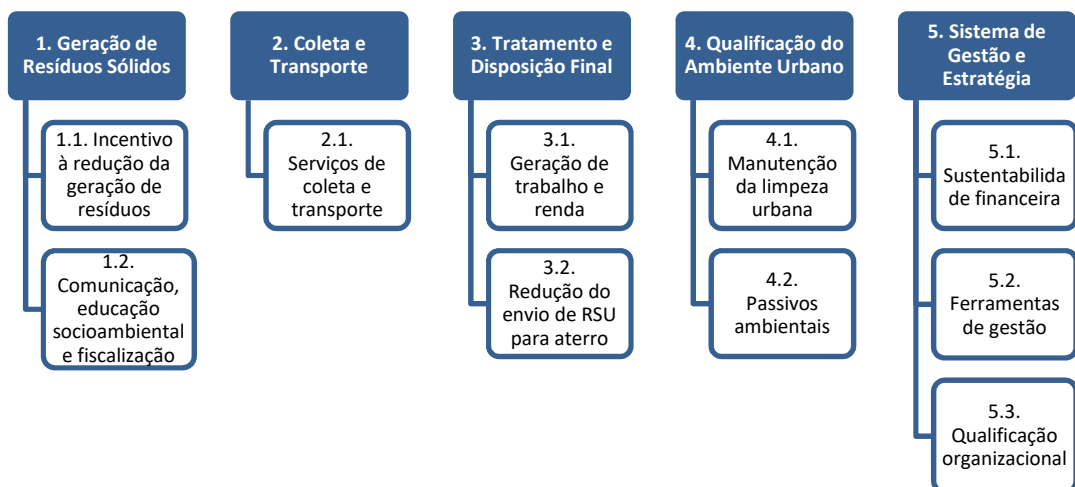 1. Geração de
Resíduos Sólidos
1.1. Incentivo
à redução da
geração de
resíduos
1.2.
Comunicação,
educação
socioambiental
e fiscalização
2. Coleta e
Transporte
2.1.
Serviços de
coleta e
transporte
3. Tratamento e
Disposição Final
3.1.
Geração de
trabalho e
renda
3.2.
Redução do
envio de RSU
para aterro
4. Qualificação do
Ambiente Urbano
4.1.
Manutenção
da limpeza
urbana
4.2.
Passivos
ambientais
5. Sistema de
Gestão e
Estratégia
5.1.
Sustentabilida
de financeira
5.2.
Ferramentas
de gestão
5.3.
Qualificação
organizacional